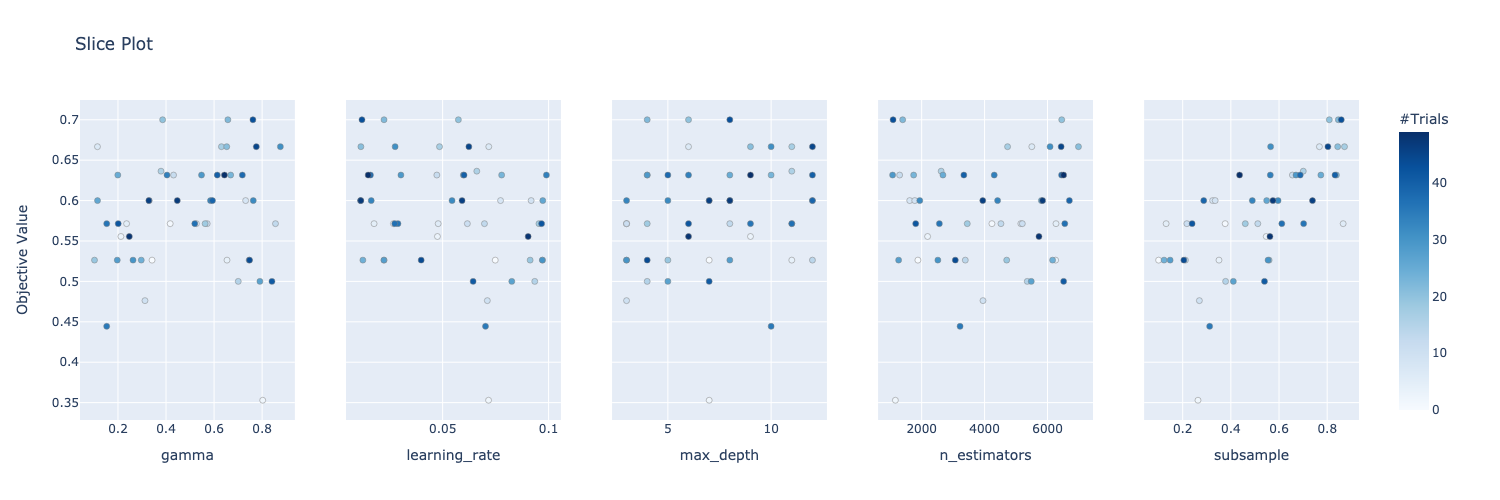 Slice Plot
#Trials
Objective Value
0.7
0.65
0.6
0.55
0.5
0.45
0.4
0.35
0.2 0.4 0.6 0.8
gamma
0.05 0.1
learning_rate
5 10
max_depth
2000 4000 6000
n_estimators
0.2 0.4 0.6 0.8
subsample
40
30
20
10
0